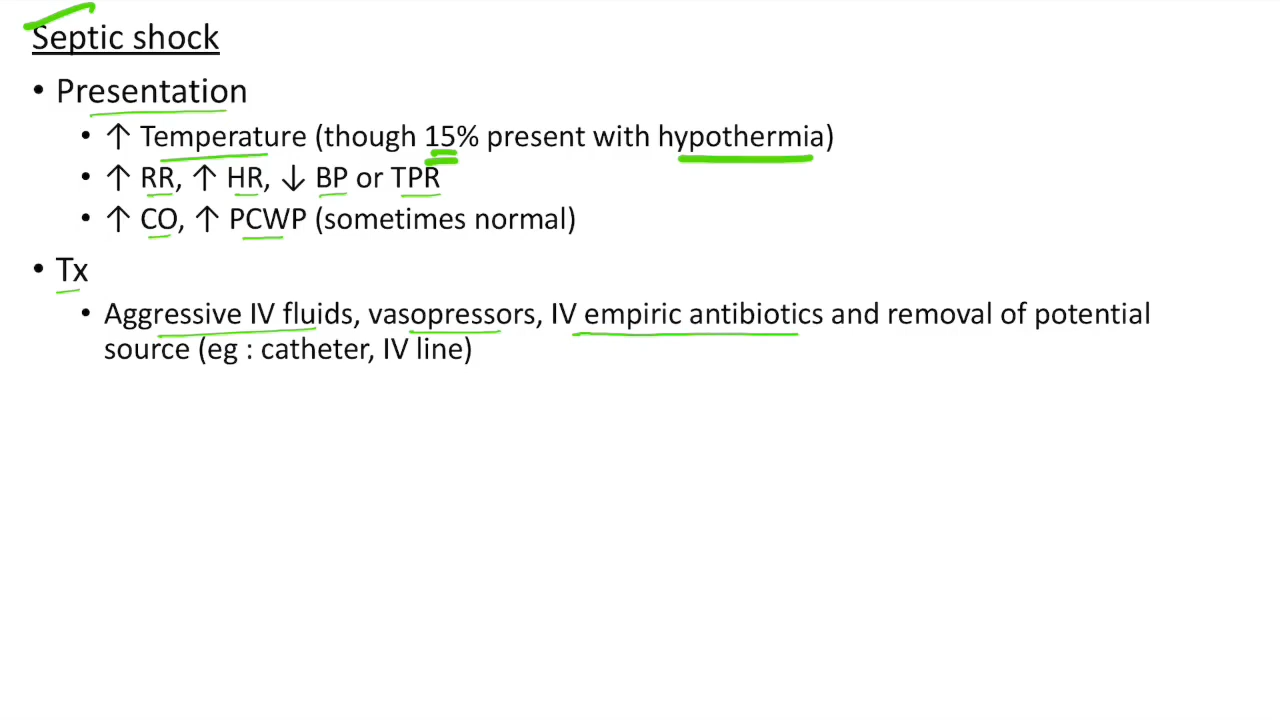 Septic shock
• Presentation
• ↑ Temperature (though 15% present with hypothermia)
• ↑ RR, ↑ HR, ↓ BP or TPR
• ↑ CO, ↑ PCWP (sometimes normal)
• Tx
• Aggressive IV fluids, vasopressors, IV empiric antibiotics and removal of potential
source (eg : catheter, IV line)